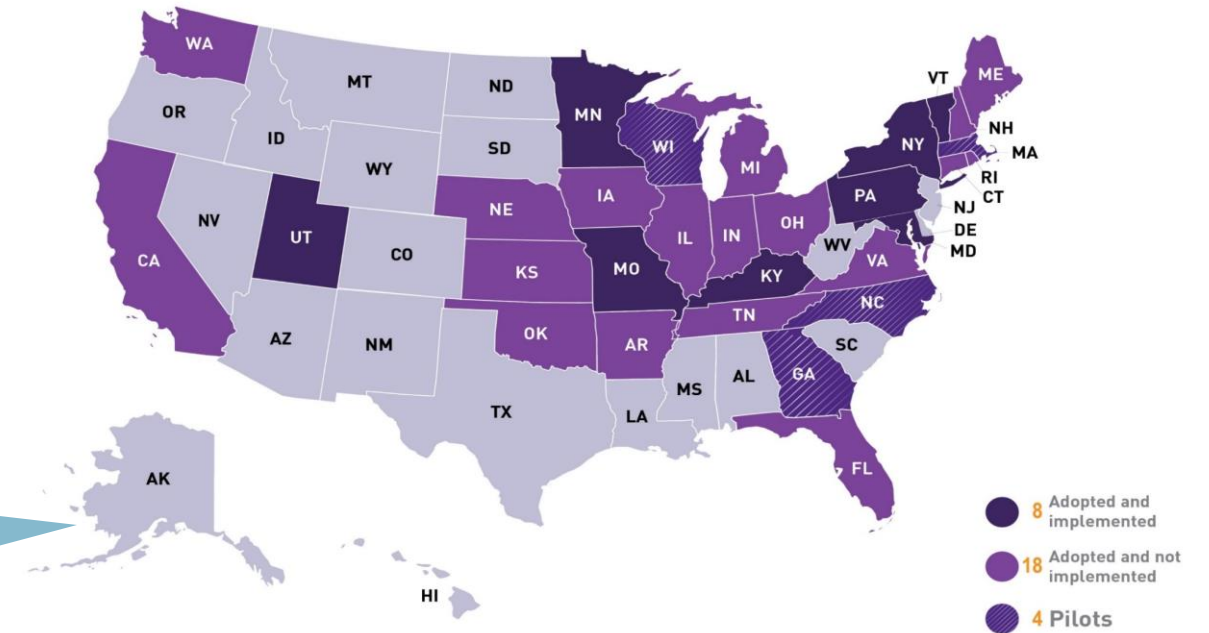 WA
MT
ND
MN
VT
ME
OR
ID
SD
WI
NY
NH
MA
WY
MI
RI
CT
NJ
DE
MD
NV
UT
CO
NE
IA
IL
IN
OH
PA
WV
VA
CA
KS
MO
KY
NC
AZ
NM
OK
AR
TN
SC
TX
LA
MS
AL
GA
FL
AK
HI
8 Adopted and
implemented
18 Adopted and not
implemented
4 Pilots